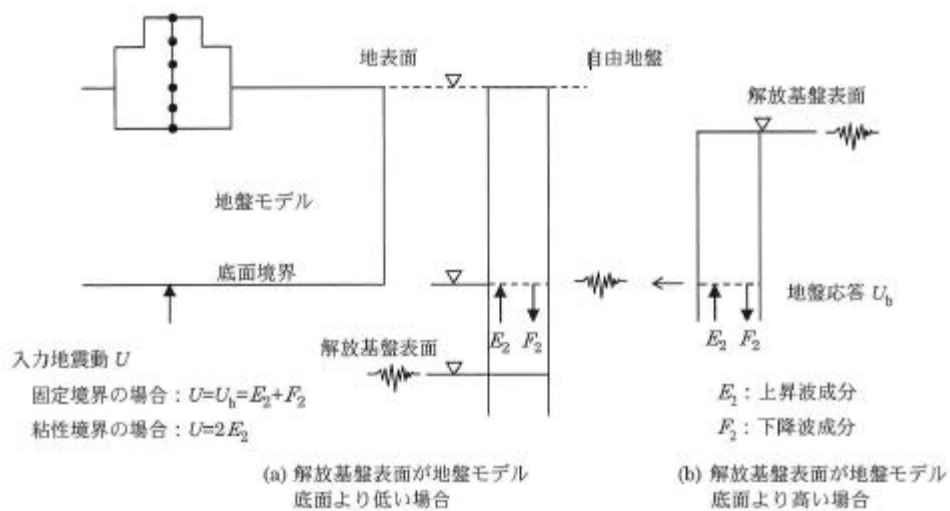 地表面
自由地盤
解放基盤表面
地盤モデル
底面境界
地盤応答 U_h
E_2 F_2
E_2 F_2
入力地震動 U
解放基盤表面
固定境界の場合：U=U_h=E_2+F_2
粘性境界の場合：U=2E_2
E_2：上昇波成分
F_2：下降波成分
(a) 解放基盤表面が地盤モデル
底面より低い場合
(b) 解放基盤表面が地盤モデル
底面より高い場合